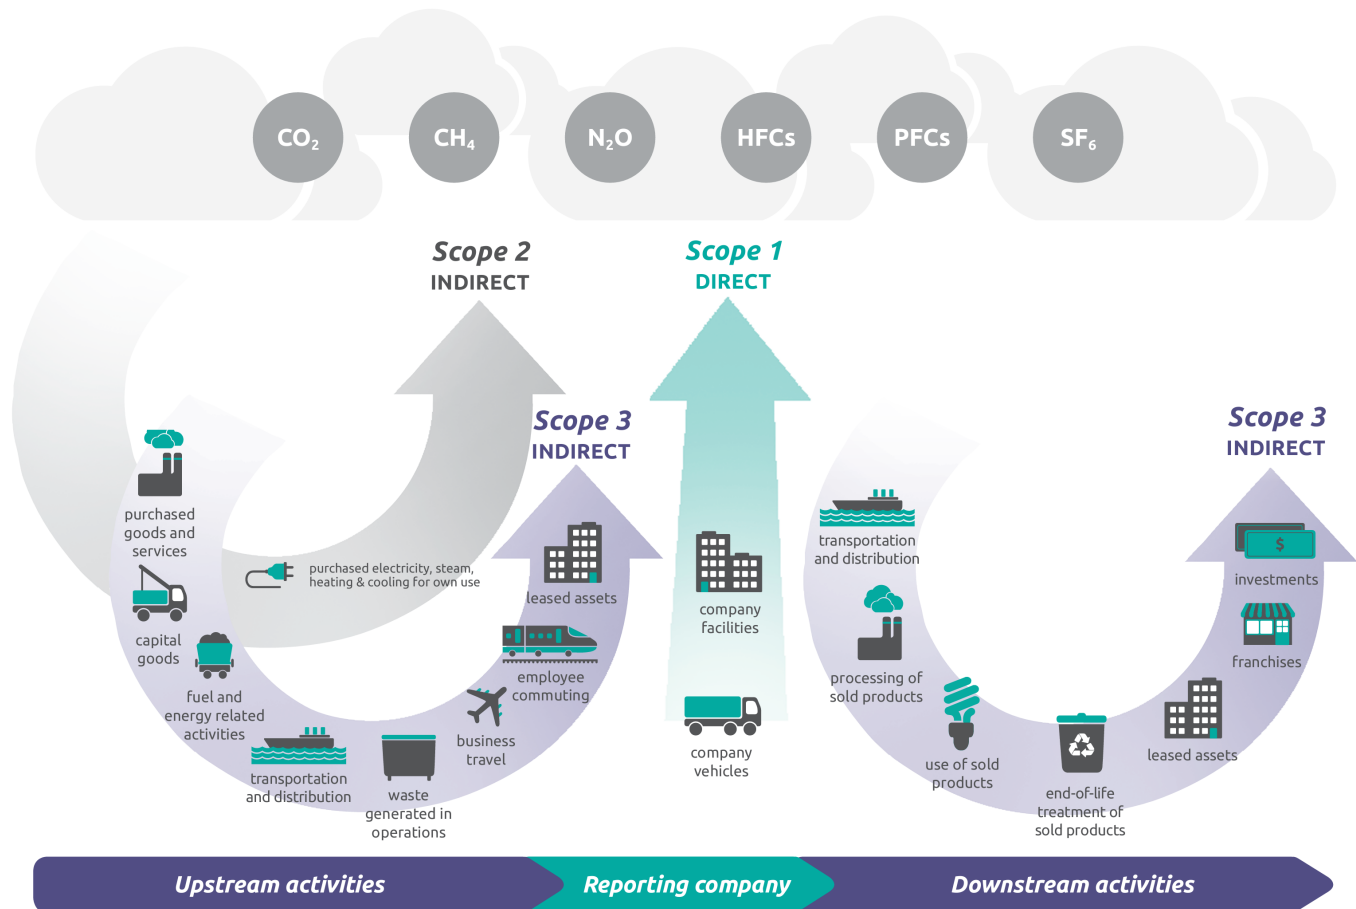 CO₂
CH₄
N₂O
HFCs
PFCs
SF₆
Scope 2
INDIRECT
Scope 1
DIRECT
Scope 3
INDIRECT
Scope 3
INDIRECT
purchased
goods and
services
capital
goods
fuel and
energy related
activities
transportation
and distribution
waste
generated in
operations
business
travel
employee
commuting
leased assets
purchased electricity, steam,
heating & cooling for own use
company
facilities
company
vehicles
transportation
and distribution
processing of
sold products
use of sold
products
end-of-life
treatment of
sold products
leased assets
franchises
$
investments
Upstream activities
Reporting company
Downstream activities